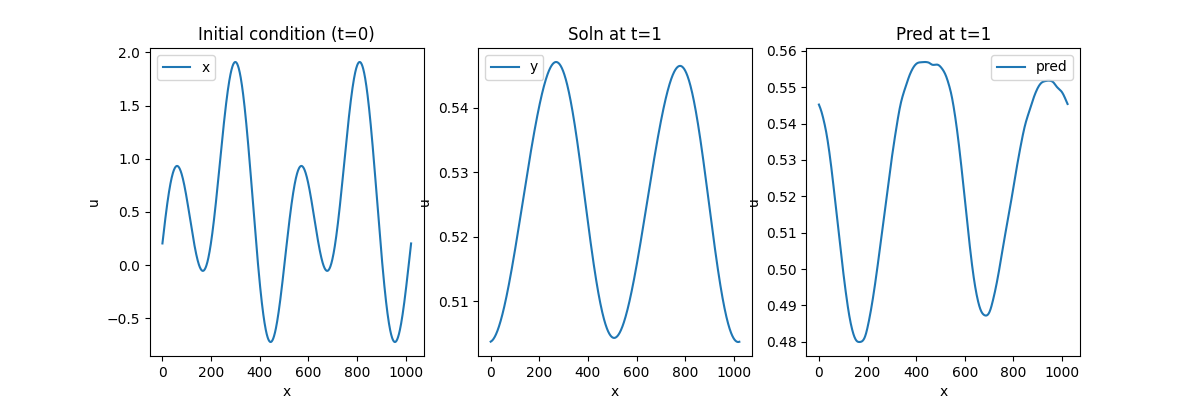 Initial condition (t=0)
x
2.0
1.5
1.0
0.5
0.0
−0.5
u
0 200 400 600 800 1000
x
Soln at t=1
y
0.54
0.53
0.52
0.51
u
0 200 400 600 800 1000
x
Pred at t=1
pred
0.56
0.55
0.54
0.53
0.52
0.51
0.50
0.49
0.48
u
0 200 400 600 800 1000
x